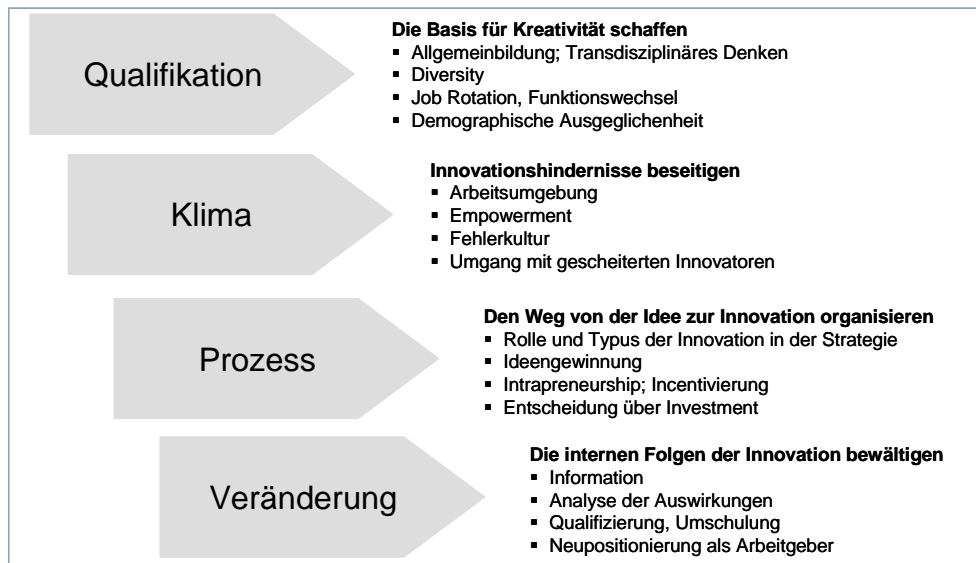 Qualifikation
Die Basis für Kreativität schaffen
▪ Allgemeinbildung; Transdisziplinäres Denken
▪ Diversity
▪ Job Rotation, Funktionswechsel
▪ Demographische Ausgeglichenheit
Klima
Innovationshindernisse beseitigen
▪ Arbeitsumgebung
▪ Empowerment
▪ Fehlerkultur
▪ Umgang mit gescheiterten Innovatoren
Prozess
Den Weg von der Idee zur Innovation organisieren
▪ Rolle und Typus der Innovation in der Strategie
▪ Ideengewinnung
▪ Intrapreneurship; Incentivierung
▪ Entscheidung über Investment
Veränderung
Die internen Folgen der Innovation bewältigen
▪ Information
▪ Analyse der Auswirkungen
▪ Qualifizierung, Umschulung
▪ Neupositionierung als Arbeitgeber